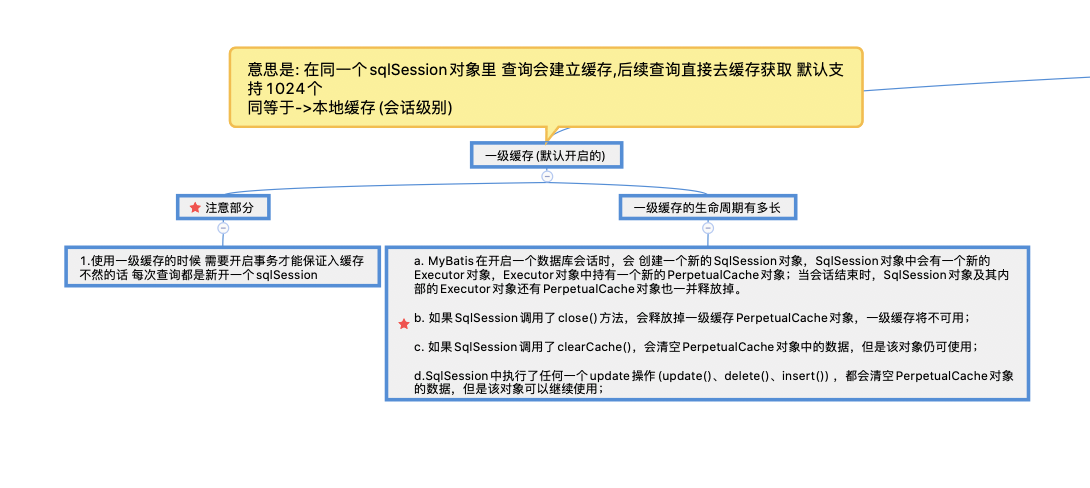 意思是: 在同一个 sqlSession 对象里 查询会建立缓存,后续查询直接去缓存获取 默认支
持 1024个
同等于->本地缓存 (会话级别)
一级缓存 (默认开启的)
注意部分
一级缓存的生命周期有多长
1.使用一级缓存的时候 需要开启事务才能保证入缓存
不然的话 每次查询都是新开一个 sqlSession
a. MyBatis 在开启一个数据库会话时，会 创建一个新的 SqlSession 对象，SqlSession 对象中会有一个新的
Executor 对象，Executor 对象中持有一个新的 PerpetualCache 对象；当会话结束时，SqlSession 对象及其内
部的 Executor 对象还有 PerpetualCache 对象也一并释放掉。
b. 如果 SqlSession 调用了 close() 方法，会释放掉一级缓存 PerpetualCache 对象，一级缓存将不可用；
c. 如果 SqlSession 调用了 clearCache()，会清空 PerpetualCache 对象中的数据，但是该对象仍可使用；
d.SqlSession 中执行了任何一个 update 操作 (update()、delete()、insert()) ，都会清空 PerpetualCache 对象
的数据，但是该对象可以继续使用；